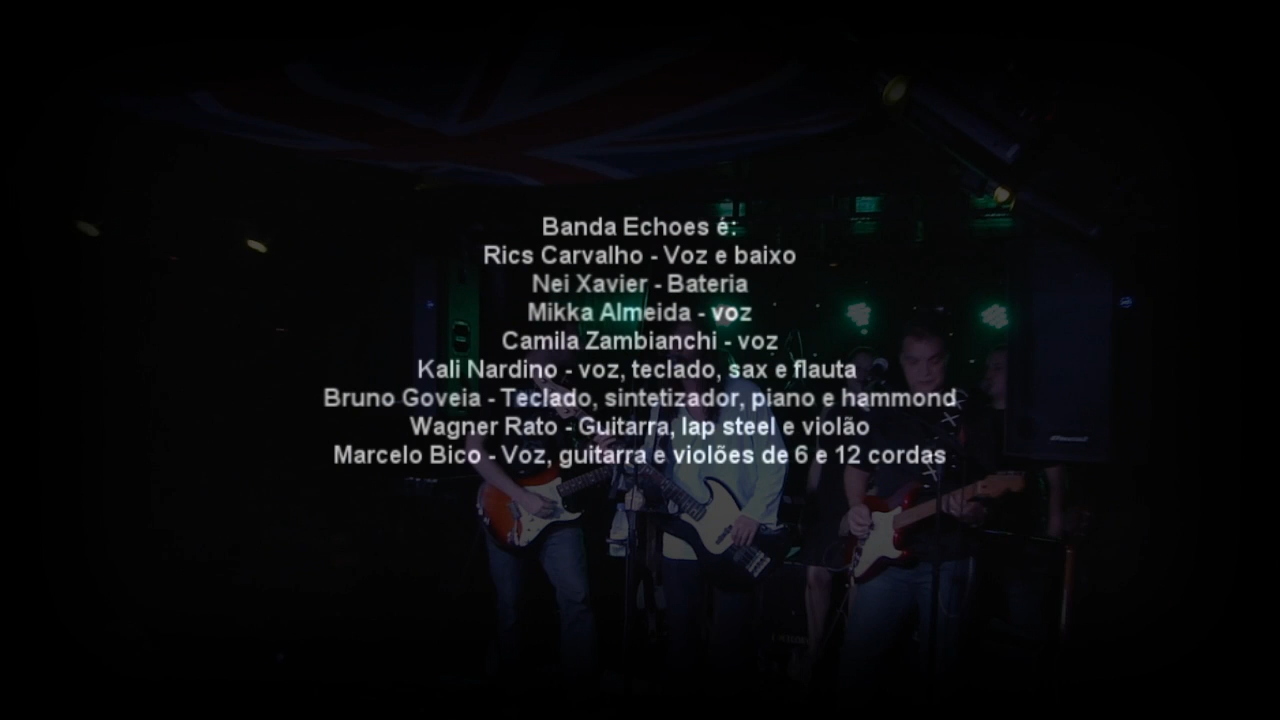 Banda Echoes é:
Rics Carvalho - Voz e baixo
Nei Xavier - Bateria
Mikka Almeida - voz
Camila Zambianchi - voz
Kali Nardino - voz, teclado, sax e flauta
Bruno Goveia - Teclado, sintetizador, piano e hammond
Wagner Rato - Guitarra, lap steel e violão
Marcelo Bico - Voz, guitarra e violões de 6 e 12 cordas